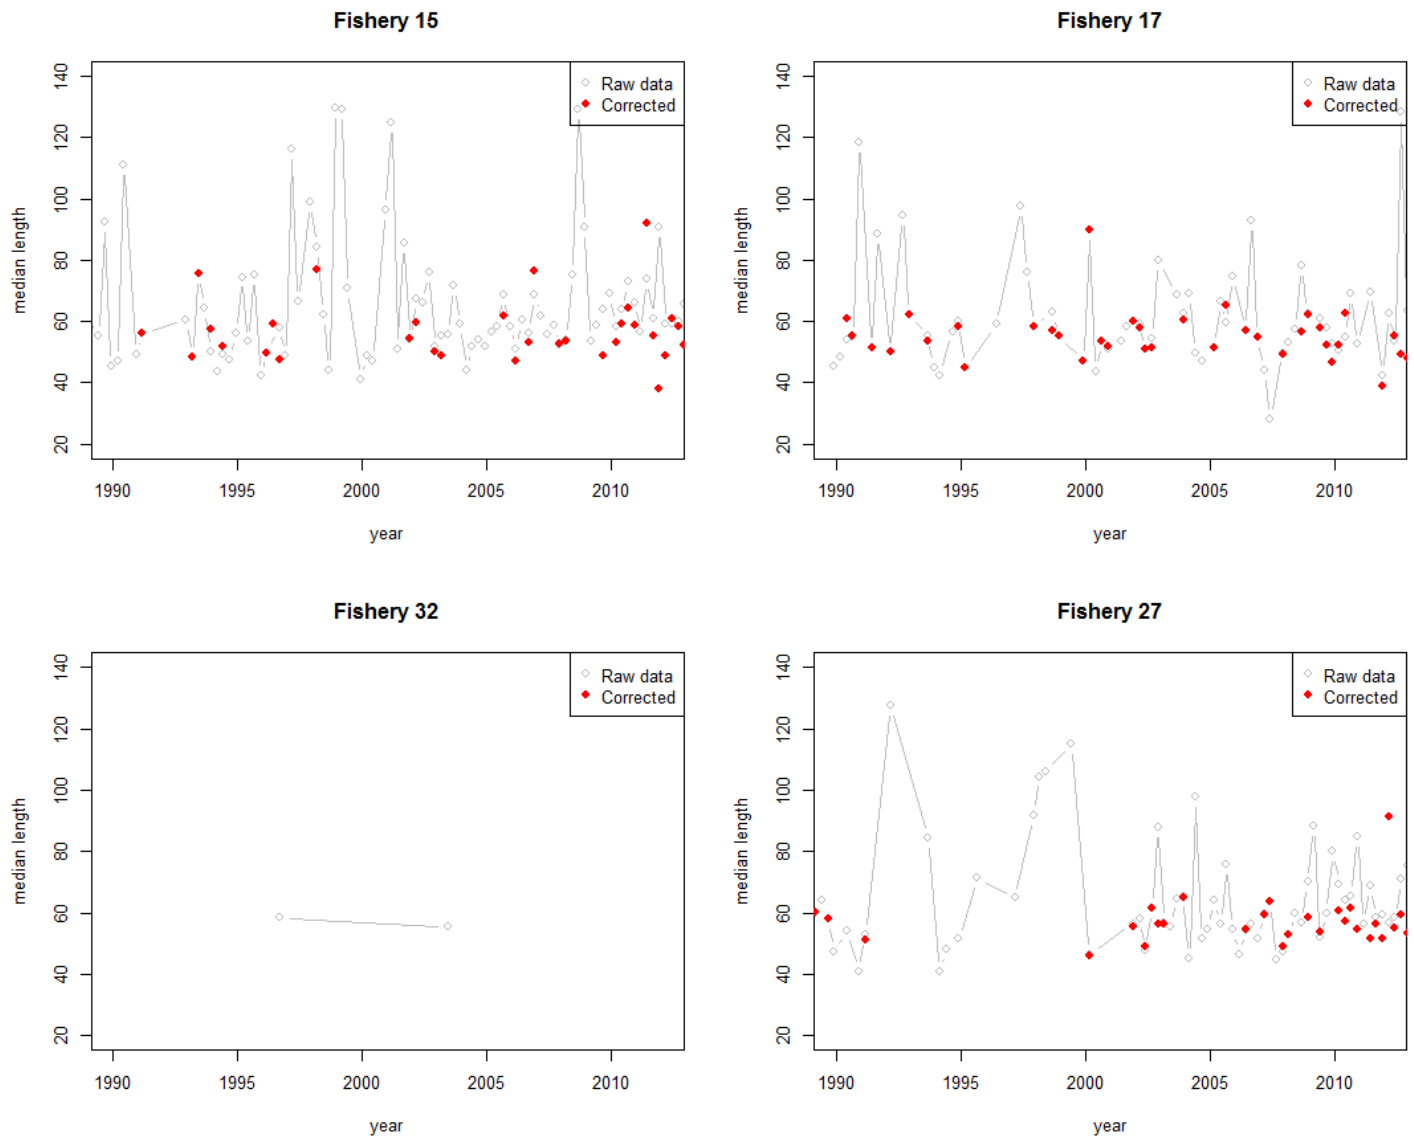 Fishery 15
Raw data
Corrected
140
120
100
80
60
40
20
median length
1990 1995 2000 2005 2010
year
Fishery 17
Raw data
Corrected
140
120
100
80
60
40
20
median length
1990 1995 2000 2005 2010
year
Fishery 32
Raw data
Corrected
140
120
100
80
60
40
20
median length
1990 1995 2000 2005 2010
year
Fishery 27
Raw data
Corrected
140
120
100
80
60
40
20
median length
1990 1995 2000 2005 2010
year